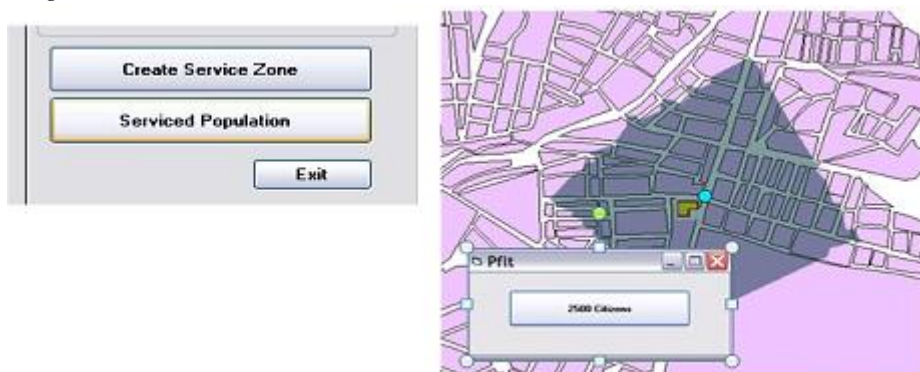 Create Service Zone
Serviced Population
Exit
Pfit
2500 Citizens